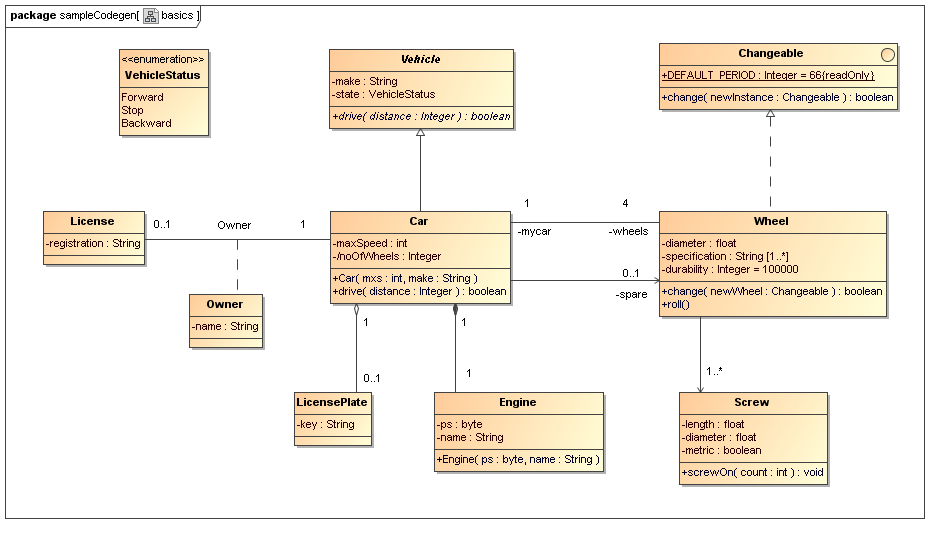 package sampleCodegen[ basics ]
<<enumeration>>
VehicleStatus
Forward
Stop
Backward
Vehicle
-make : String
-state : VehicleStatus
+drive( distance : Integer ) : boolean
Changeable
+DEFAULT_PERIOD : Integer = 66{readOnly}
+change( newInstance : Changeable ) : boolean
License
-registration : String
0..1
Owner
1
Owner
-name : String
Car
-maxSpeed : int
-/noOfWheels : Integer
+Car( mxs : int, make : String )
+drive( distance : Integer ) : boolean
1
4
-mycar
-wheels
0..1
-spare
Wheel
-diameter : float
-specification : String [1..*]
-durability : Integer = 100000
+change( newWheel : Changeable ) : boolean
+roll()
1
0..1
1
1
1..*
LicensePlate
-key : String
Engine
-ps : byte
-name : String
+Engine( ps : byte, name : String )
Screw
-length : float
-diameter : float
-metric : boolean
+screwOn( count : int ) : void